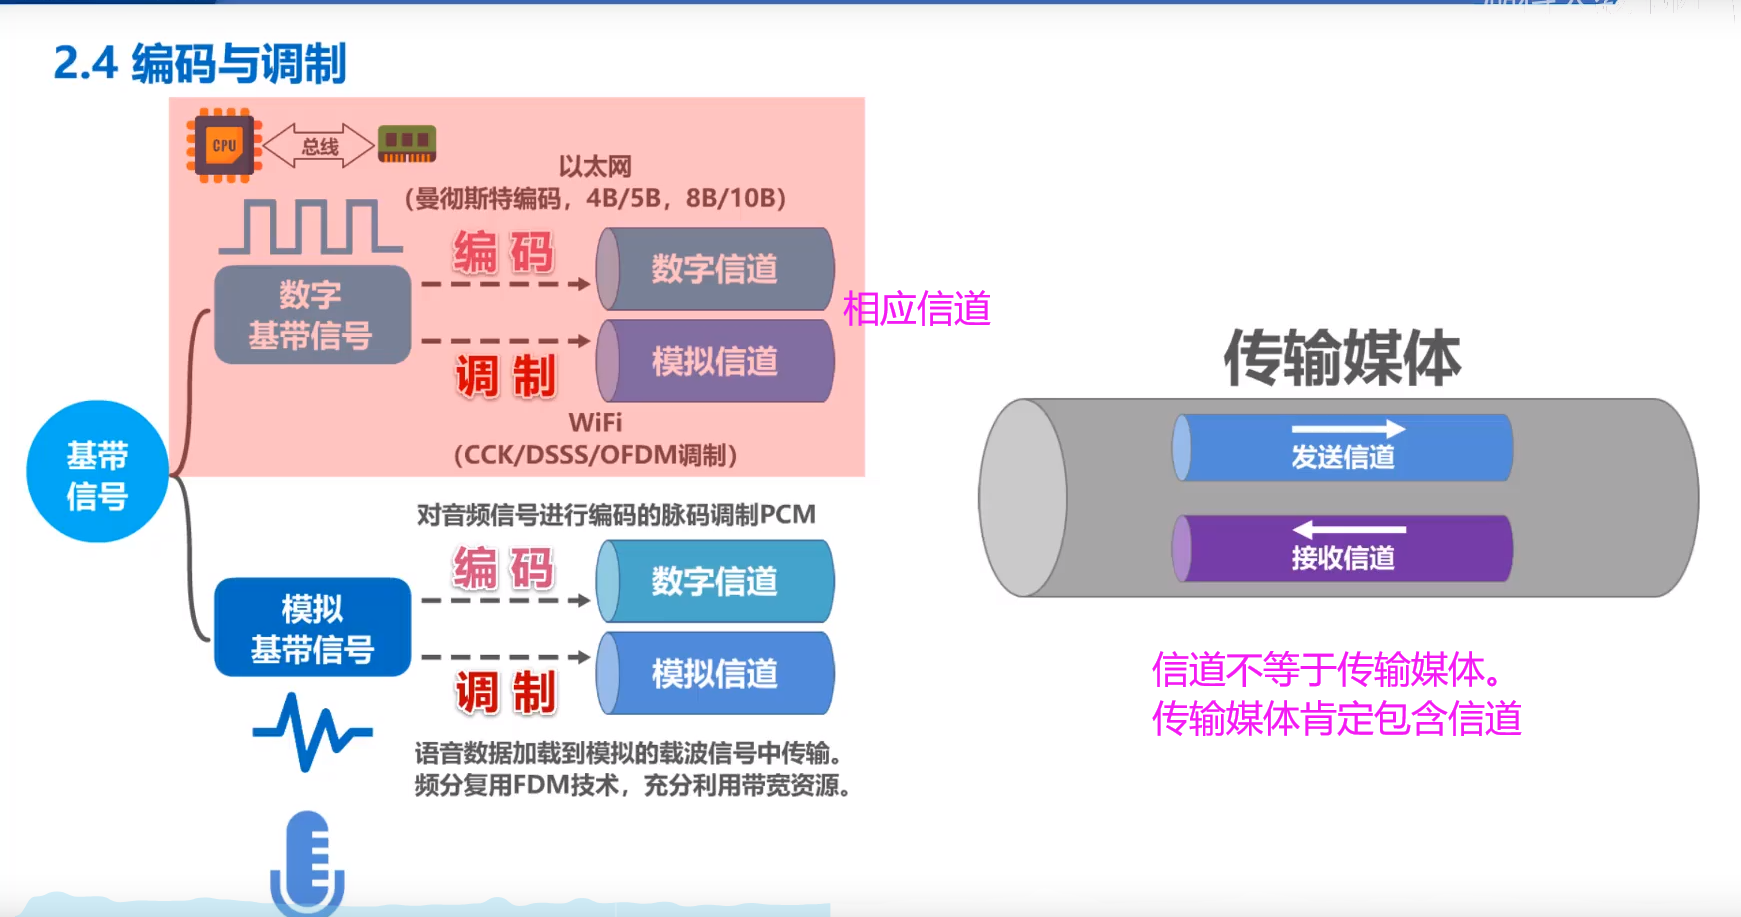 2.4 编码与调制
CPU
总线
以太网
（曼彻斯特编码，4B/5B，8B/10B）
编 码
数字信道
数字
基带信号
相应信道
调 制
模拟信道
WiFi
（CCK/DSSS/OFDM调制）
基带
信号
对音频信号进行编码的脉码调制PCM
编 码
数字信道
模拟
基带信号
调 制
模拟信道
语音数据加载到模拟的载波信号中传输。
频分复用FDM技术，充分利用带宽资源。
传输媒体
发送信道
接收信道
信道不等于传输媒体。
传输媒体肯定包含信道